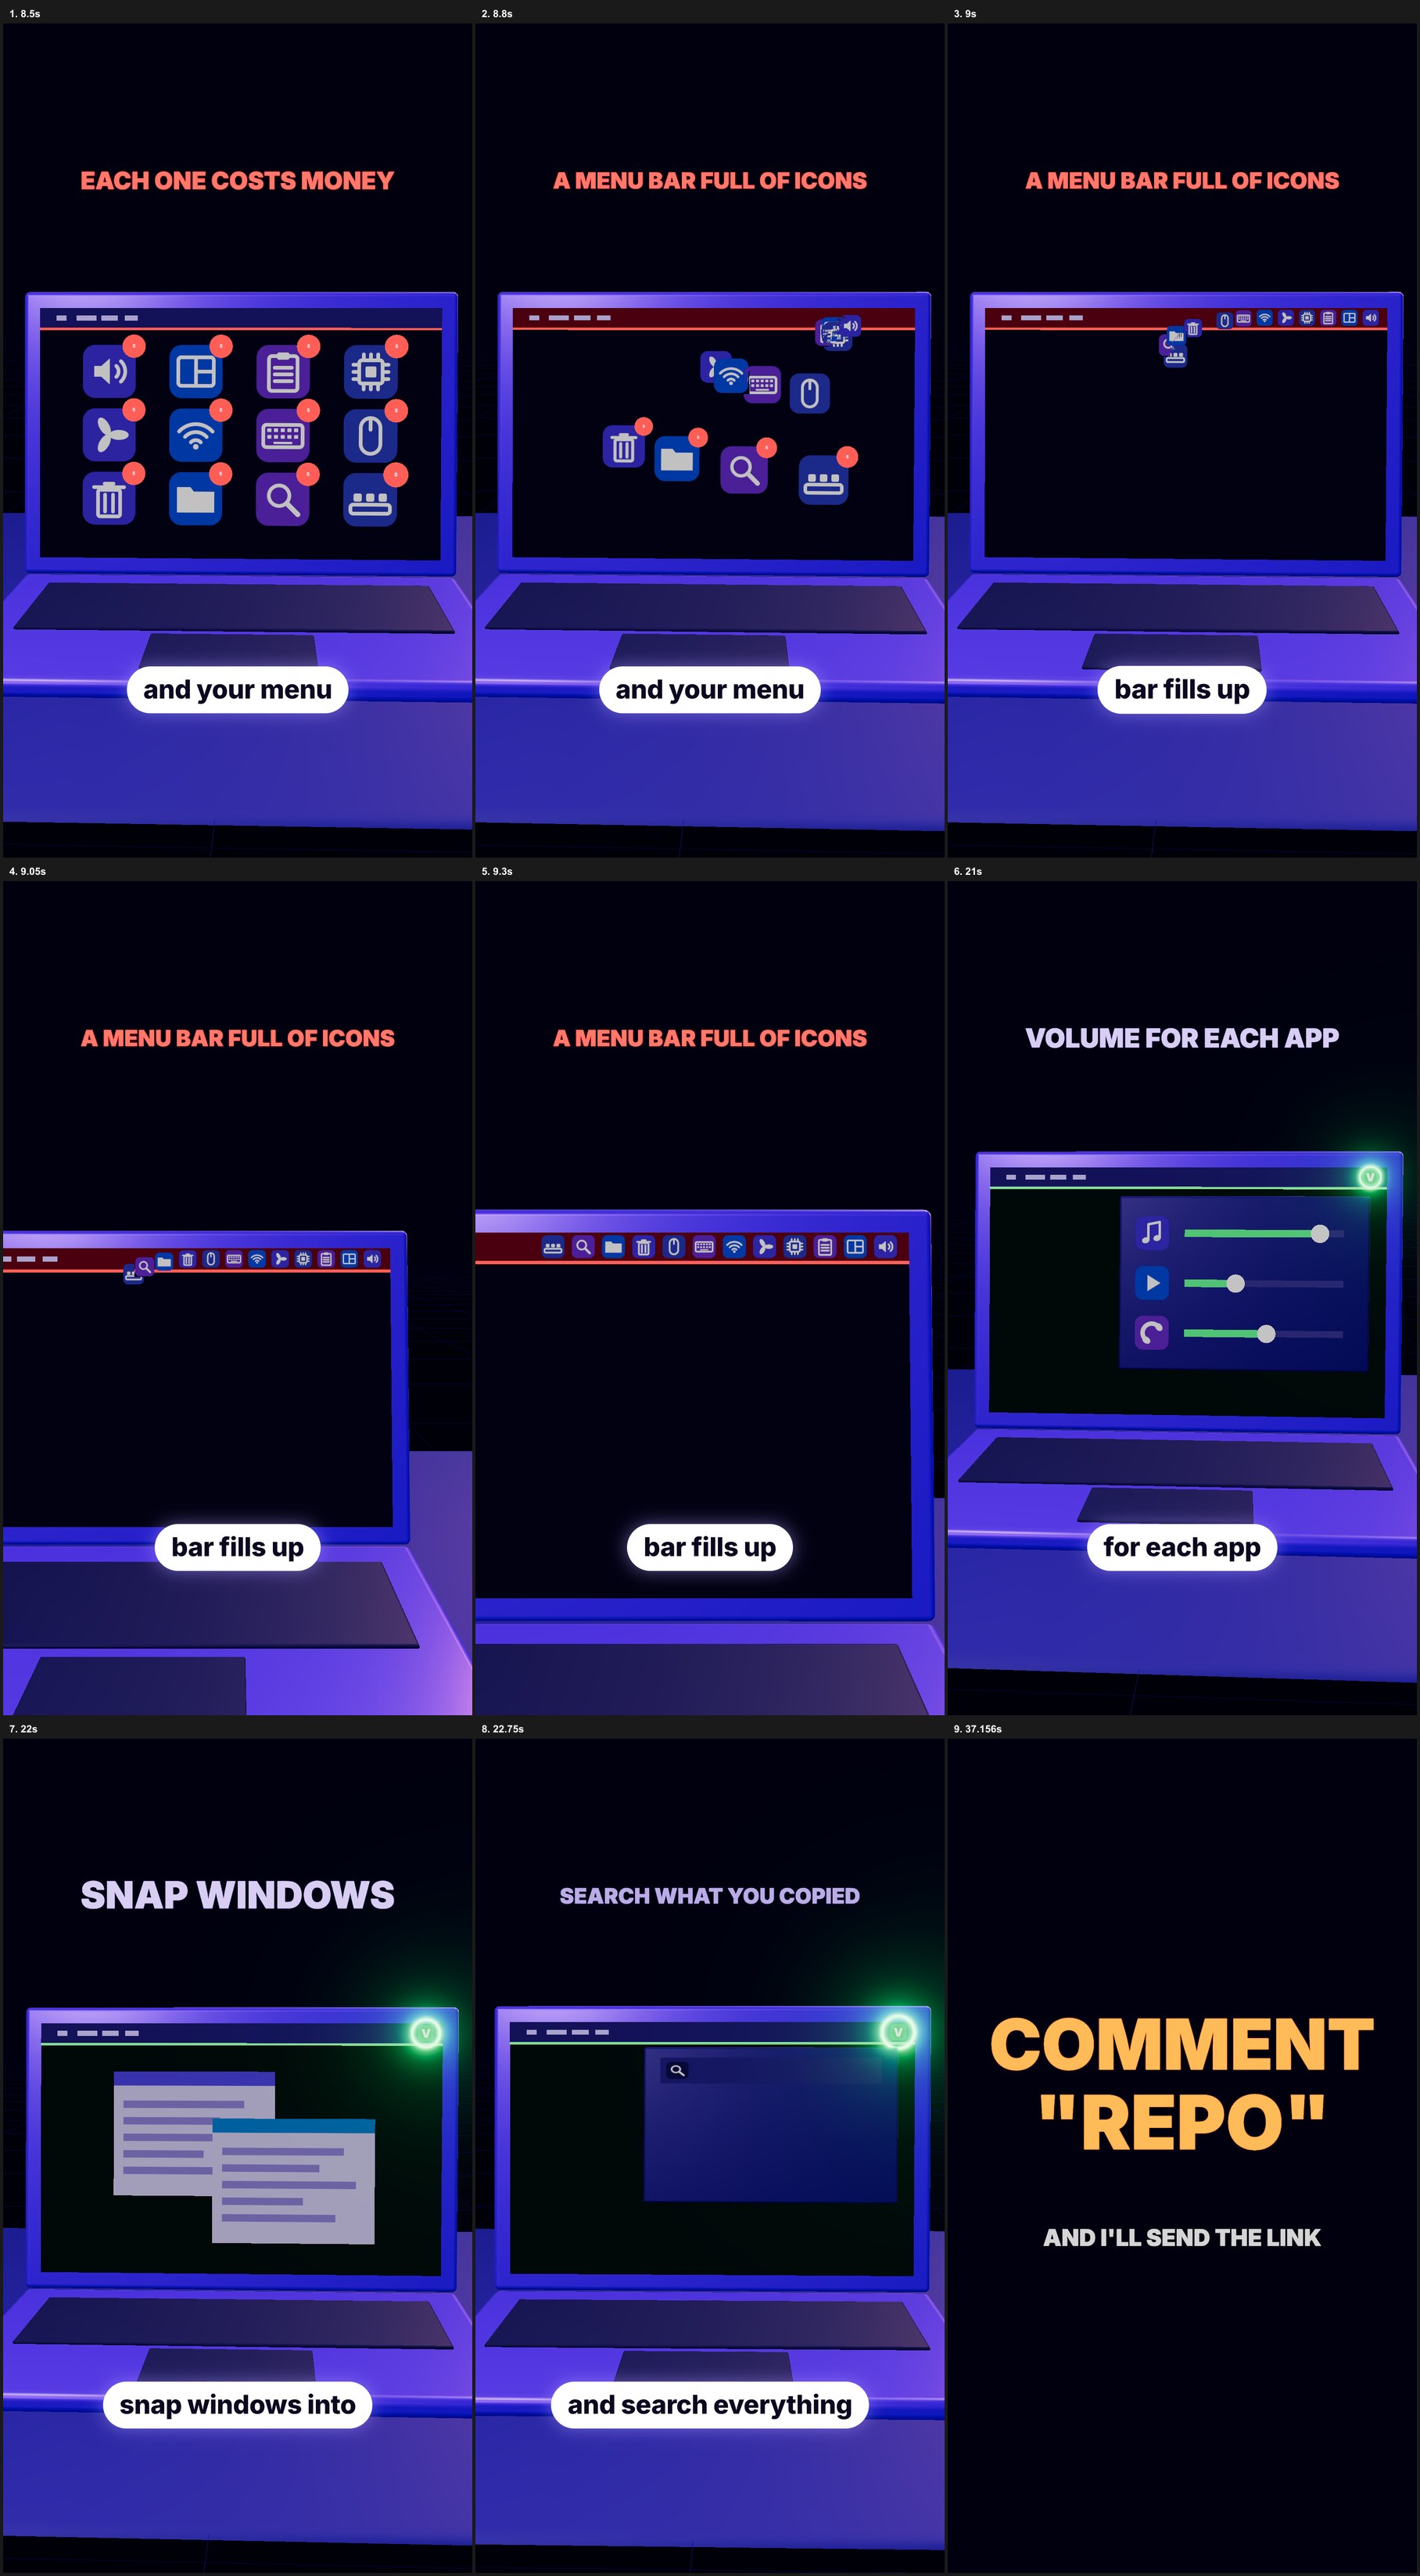 1. 8.5s
EACH ONE COSTS MONEY
and your menu
2. 8.8s
A MENU BAR FULL OF ICONS
and your menu
3. 9s
A MENU BAR FULL OF ICONS
bar fills up
4. 9.05s
A MENU BAR FULL OF ICONS
bar fills up
5. 9.3s
A MENU BAR FULL OF ICONS
bar fills up
6. 21s
VOLUME FOR EACH APP
V
for each app
7. 22s
SNAP WINDOWS
V
snap windows into
8. 22.75s
SEARCH WHAT YOU COPIED
V
and search everything
9. 37.156s
COMMENT
"REPO"
AND I'LL SEND THE LINK